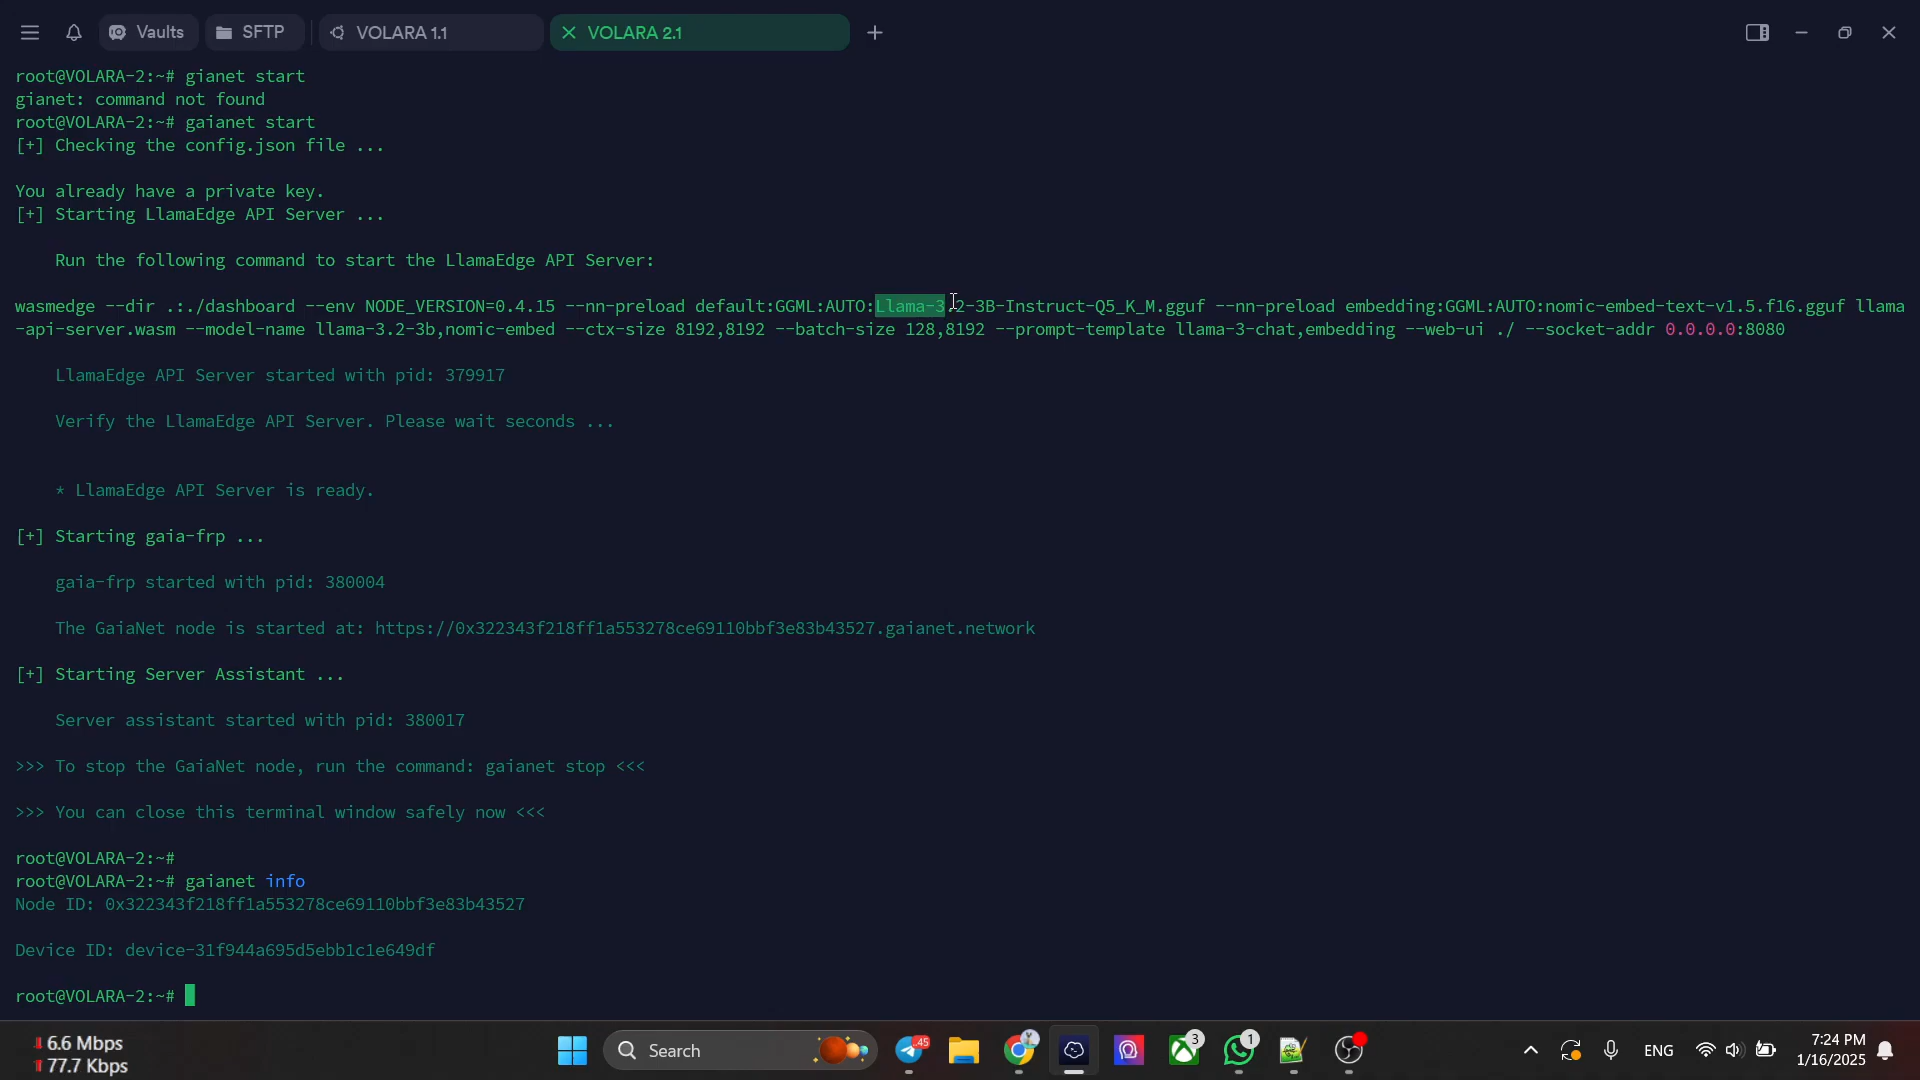 Vaults
SFTP
VOLARA 1.1
VOLARA 2.1
root@VOLARA-2:~# gianet start
gianet: command not found
root@VOLARA-2:~# gaianet start
[+] Checking the config.json file ...
You already have a private key.
[+] Starting LlamaEdge API Server ...
Run the following command to start the LlamaEdge API Server:
wasmedge --dir .:./dashboard --env NODE_VERSION=0.4.15 --nn-preload default:GGML:AUTO:Llama-3.2-3B-Instruct-Q5_K_M.gguf --nn-preload embedding:GGML:AUTO:nomic-embed-text-v1.5.f16.gguf llama
-api-server.wasm --model-name llama-3.2-3b,nomic-embed --ctx-size 8192,8192 --batch-size 128,8192 --prompt-template llama-3-chat,embedding --web-ui ./ --socket-addr 0.0.0.0:8080
LlamaEdge API Server started with pid: 379917
Verify the LlamaEdge API Server. Please wait seconds ...
* LlamaEdge API Server is ready.
[+] Starting gaia-frp ...
gaia-frp started with pid: 380004
The GaiaNet node is started at: https://0x322343f218ff1a553278ce69110bbf3e83b43527.gaianet.network
[+] Starting Server Assistant ...
Server assistant started with pid: 380017
>>> To stop the GaiaNet node, run the command: gaianet stop <<<
>>> You can close this terminal window safely now <<<
root@VOLARA-2:~#
root@VOLARA-2:~# gaianet info
Node ID: 0x322343f218ff1a553278ce69110bbf3e83b43527
Device ID: device-31f944a695d5ebb1c1e649df
root@VOLARA-2:~#
6.6 Mbps
77.7 Kbps
Search
45
3
1
ENG
7:24 PM
1/16/2025